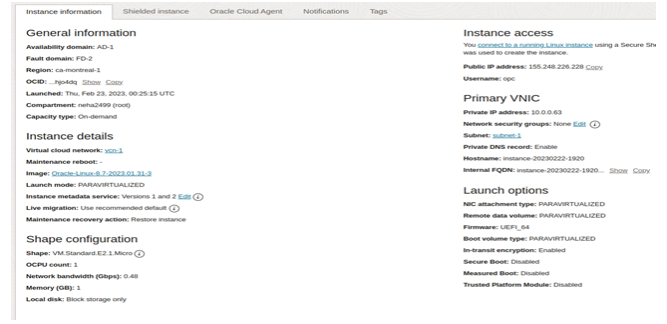 Instance information Shielded instance Oracle Cloud Agent Notifications Tags
General information
Availability domain: AD-1
Fault domain: FD-2
Region: ca-montreal-1
OCID: ...hjo4dq Show Copy
Launched: Thu, Feb 23, 2023, 00:25:15 UTC
Compartment: neha2499 (root)
Capacity type: On-demand
Instance details
Virtual cloud network: vcn-1
Maintenance reboot: -
Image: Oracle-Linux-8.7-2023.01.31-3
Launch mode: PARAVIRTUALIZED
Instance metadata service: Versions 1 and 2 Edit
Live migration: Use recommended default
Maintenance recovery action: Restore instance
Shape configuration
Shape: VM.Standard.E2.1.Micro
OCPU count: 1
Network bandwidth (Gbps): 0.48
Memory (GB): 1
Local disk: Block storage only
Instance access
You connect to a running Linux instance using a Secure She
was used to create the instance.
Public IP address: 155.248.226.228 Copy
Username: opc
Primary VNIC
Private IP address: 10.0.0.63
Network security groups: None Edit
Subnet: subnet-1
Private DNS record: Enable
Hostname: instance-20230222-1920
Internal FQDN: instance-20230222-1920... Show Copy
Launch options
NIC attachment type: PARAVIRTUALIZED
Remote data volume: PARAVIRTUALIZED
Firmware: UEFI_64
Boot volume type: PARAVIRTUALIZED
In-transit encryption: Enabled
Secure Boot: Disabled
Measured Boot: Disabled
Trusted Platform Module: Disabled